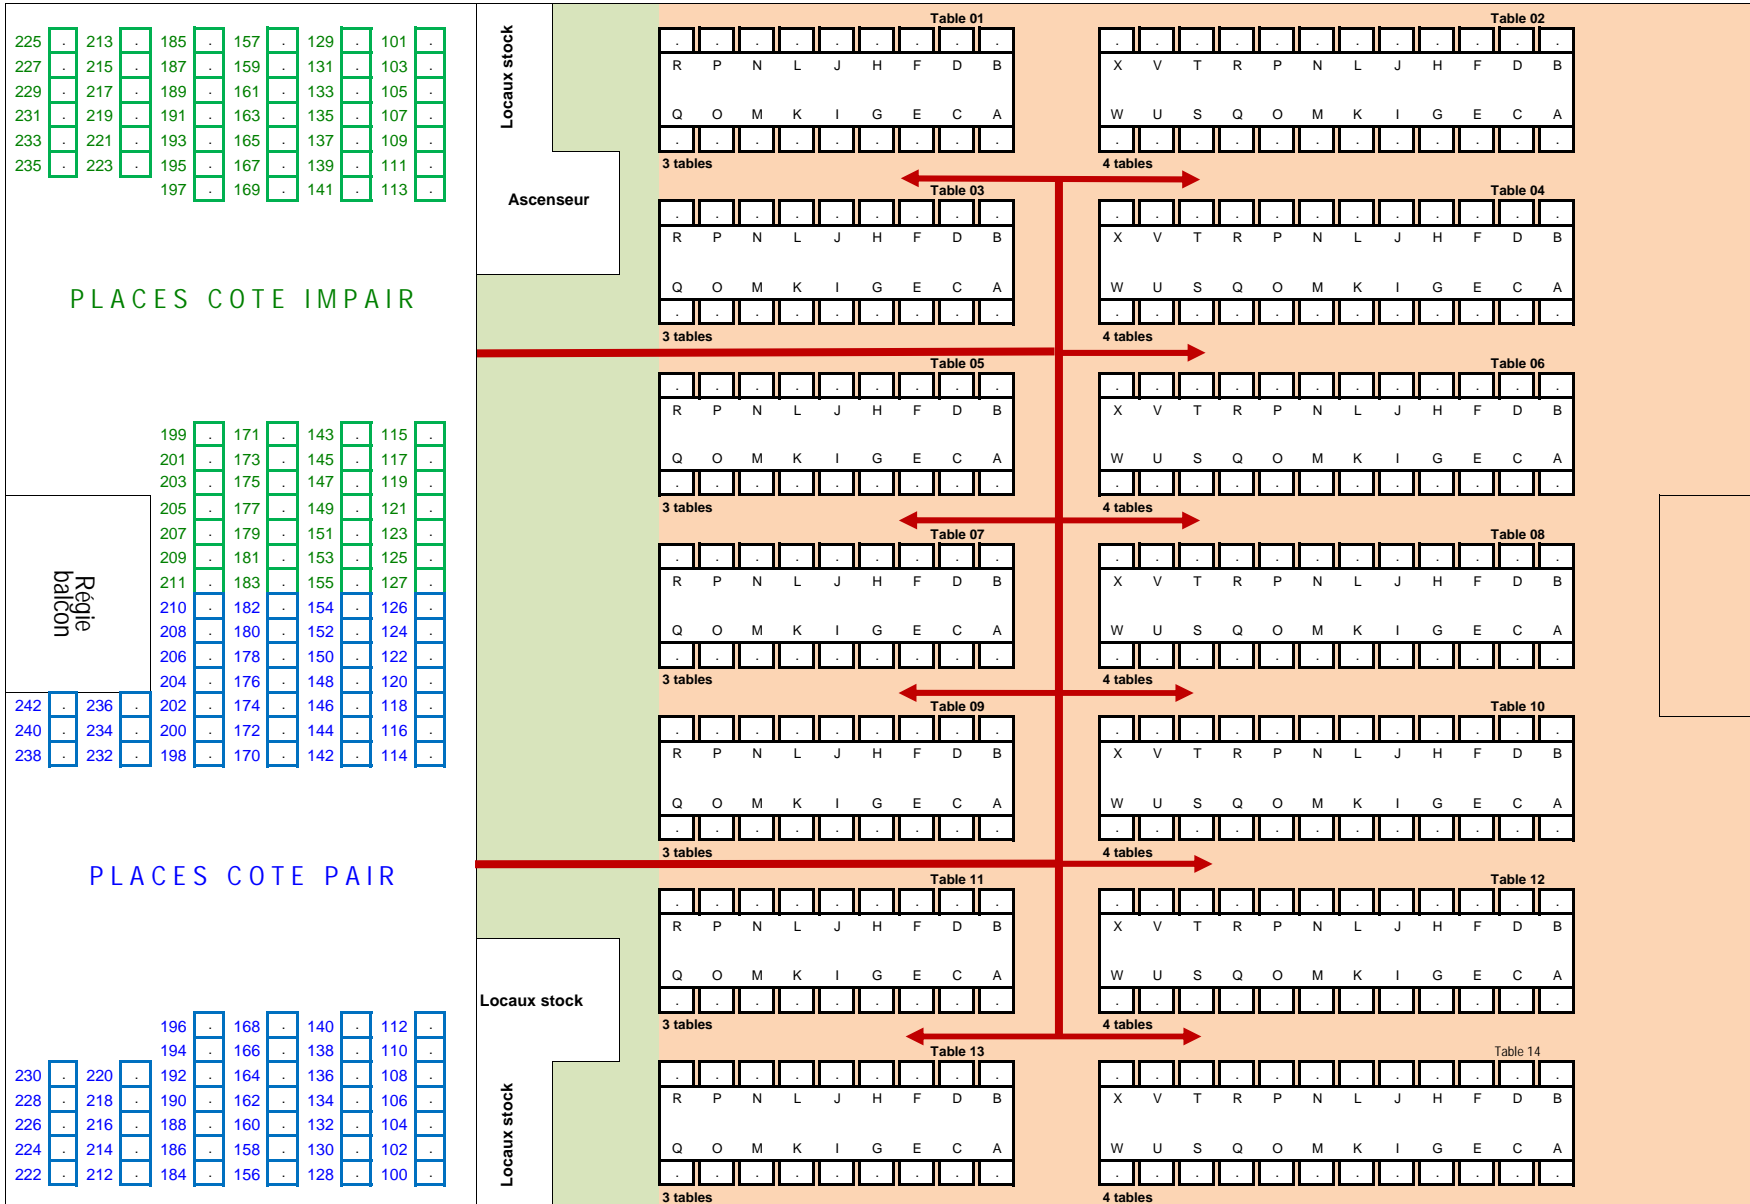 225 . 213 . 185 . 157 . 129 . 101 .
227 . 215 . 187 . 159 . 131 . 103 .
229 . 217 . 189 . 161 . 133 . 105 .
231 . 219 . 191 . 163 . 135 . 107 .
233 . 221 . 193 . 165 . 137 . 109 .
235 . 223 . 195 . 167 . 139 . 111 .
197 . 169 . 141 . 113 .
PLACES COTE IMPAIR
199 . 171 . 143 . 115 .
201 . 173 . 145 . 117 .
203 . 175 . 147 . 119 .
205 . 177 . 149 . 121 .
207 . 179 . 151 . 123 .
209 . 181 . 153 . 125 .
211 . 183 . 155 . 127 .
210 . 182 . 154 . 126 .
208 . 180 . 152 . 124 .
206 . 178 . 150 . 122 .
204 . 176 . 148 . 120 .
242 . 236 . 202 . 174 . 146 . 118 .
240 . 234 . 200 . 172 . 144 . 116 .
238 . 232 . 198 . 170 . 142 . 114 .
Régie
balcon
PLACES COTE PAIR
196 . 168 . 140 . 112 .
194 . 166 . 138 . 110 .
230 . 220 . 192 . 164 . 136 . 108 .
228 . 218 . 190 . 162 . 134 . 106 .
226 . 216 . 188 . 160 . 132 . 104 .
224 . 214 . 186 . 158 . 130 . 102 .
222 . 212 . 184 . 156 . 128 . 100 .
Locaux stock
Ascenseur
Locaux stock
Locaux stock
Table 01
. . . . . . . . .
R P N L J H F D B
Q O M K I G E C A
. . . . . . . . .
3 tables
Table 02
. . . . . . . . . . . .
X V T R P N L J H F D B
W U S Q O M K I G E C A
. . . . . . . . . . . .
4 tables
Table 03
. . . . . . . . .
R P N L J H F D B
Q O M K I G E C A
. . . . . . . . .
3 tables
Table 04
. . . . . . . . . . . .
X V T R P N L J H F D B
W U S Q O M K I G E C A
. . . . . . . . . . . .
4 tables
Table 05
. . . . . . . . .
R P N L J H F D B
Q O M K I G E C A
. . . . . . . . .
3 tables
Table 06
. . . . . . . . . . . .
X V T R P N L J H F D B
W U S Q O M K I G E C A
. . . . . . . . . . . .
4 tables
Table 07
. . . . . . . . .
R P N L J H F D B
Q O M K I G E C A
. . . . . . . . .
3 tables
Table 08
. . . . . . . . . . . .
X V T R P N L J H F D B
W U S Q O M K I G E C A
. . . . . . . . . . . .
4 tables
Table 09
. . . . . . . . .
R P N L J H F D B
Q O M K I G E C A
. . . . . . . . .
3 tables
Table 10
. . . . . . . . . . . .
X V T R P N L J H F D B
W U S Q O M K I G E C A
. . . . . . . . . . . .
4 tables
Table 11
. . . . . . . . .
R P N L J H F D B
Q O M K I G E C A
. . . . . . . . .
3 tables
Table 12
. . . . . . . . . . . .
X V T R P N L J H F D B
W U S Q O M K I G E C A
. . . . . . . . . . . .
4 tables
Table 13
. . . . . . . . .
R P N L J H F D B
Q O M K I G E C A
. . . . . . . . .
3 tables
Table 14
. . . . . . . . . . . .
X V T R P N L J H F D B
W U S Q O M K I G E C A
. . . . . . . . . . . .
4 tables